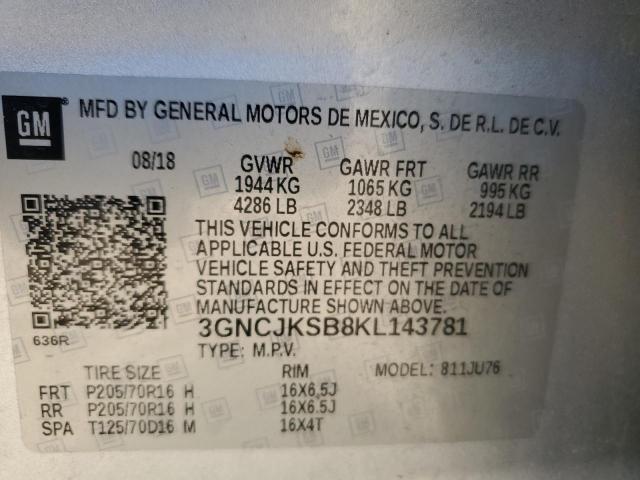 GM
MFD BY GENERAL MOTORS DE MEXICO, S. DE R.L. DE C.V.
08/18 GVWR GAWR FRT GAWR RR
1944 KG 1065 KG 995 KG
4286 LB 2348 LB 2194 LB
THIS VEHICLE CONFORMS TO ALL
APPLICABLE U.S. FEDERAL MOTOR
VEHICLE SAFETY AND THEFT PREVENTION
STANDARDS IN EFFECT ON THE DATE OF
MANUFACTURE SHOWN ABOVE.
636R
3GNCJKSB8KL143781
TYPE: M.P.V. MODEL: 811JU76
TIRE SIZE RIM
FRT P205/70R16 H 16X6.5J
RR P205/70R16 H 16X6.5J
SPA T125/70D16 M 16X4T